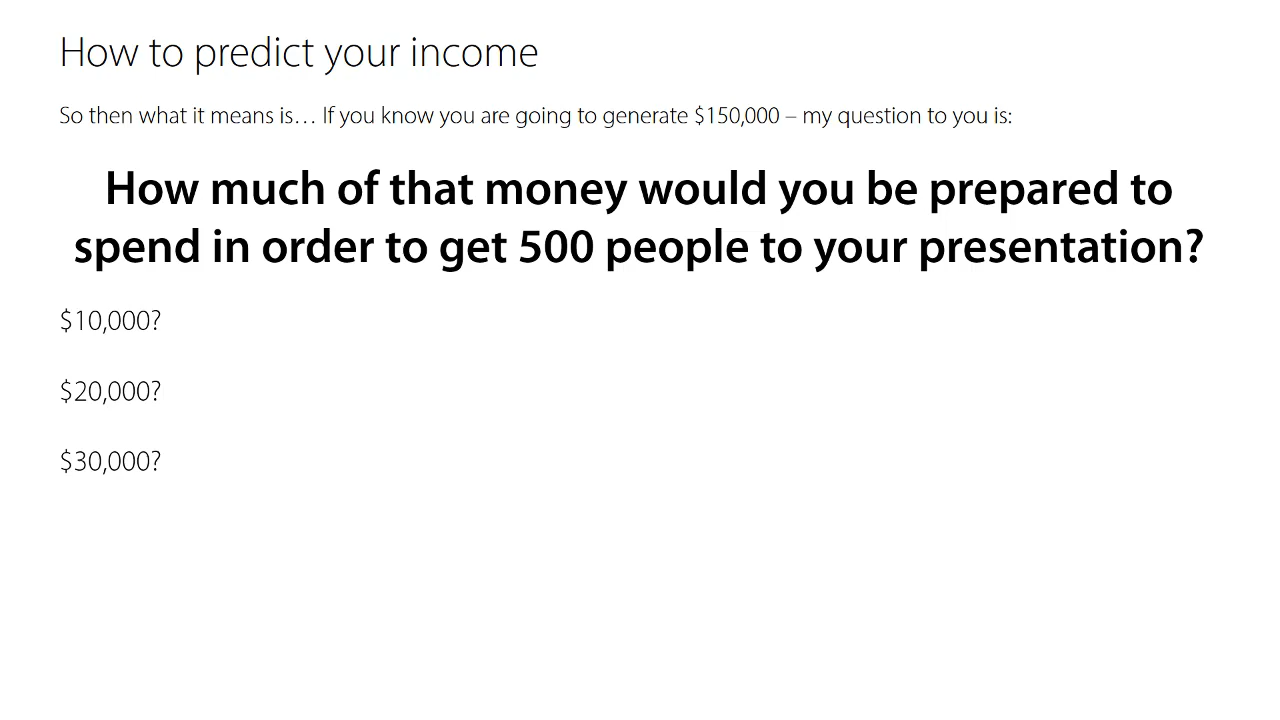 How to predict your income
So then what it means is… If you know you are going to generate $150,000 – my question to you is:
How much of that money would you be prepared to
spend in order to get 500 people to your presentation?
$10,000?
$20,000?
$30,000?